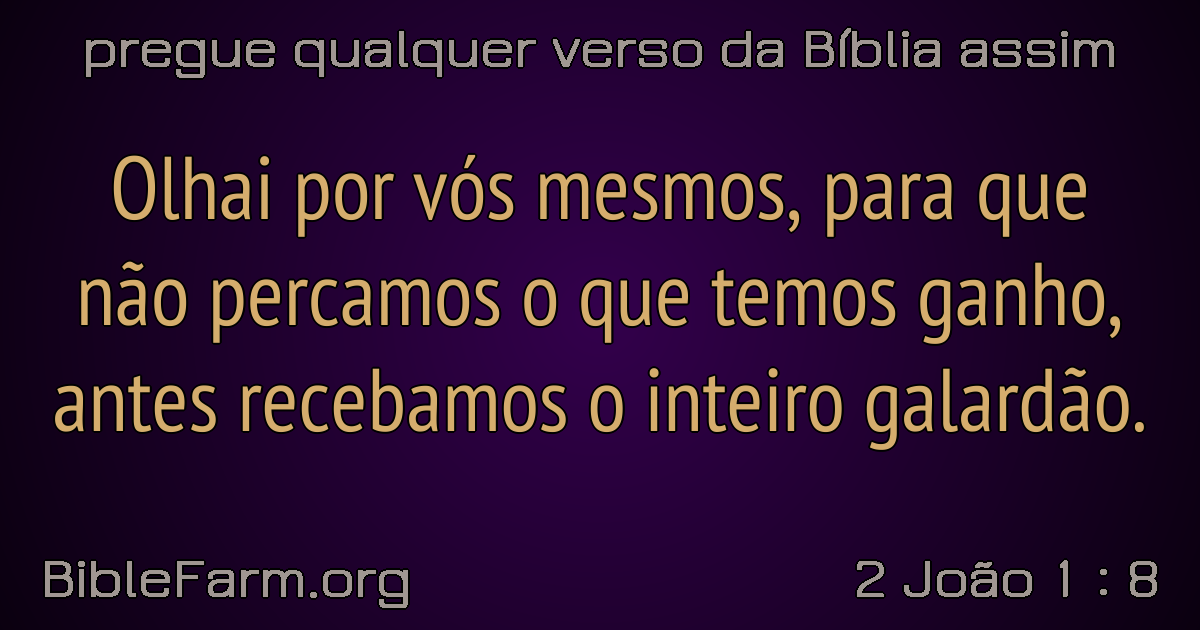 pregue qualquer verso da Bíblia assim
Olhai por vós mesmos, para que
não percamos o que temos ganho,
antes recebamos o inteiro galardão.
BibleFarm.org
2 João 1 : 8